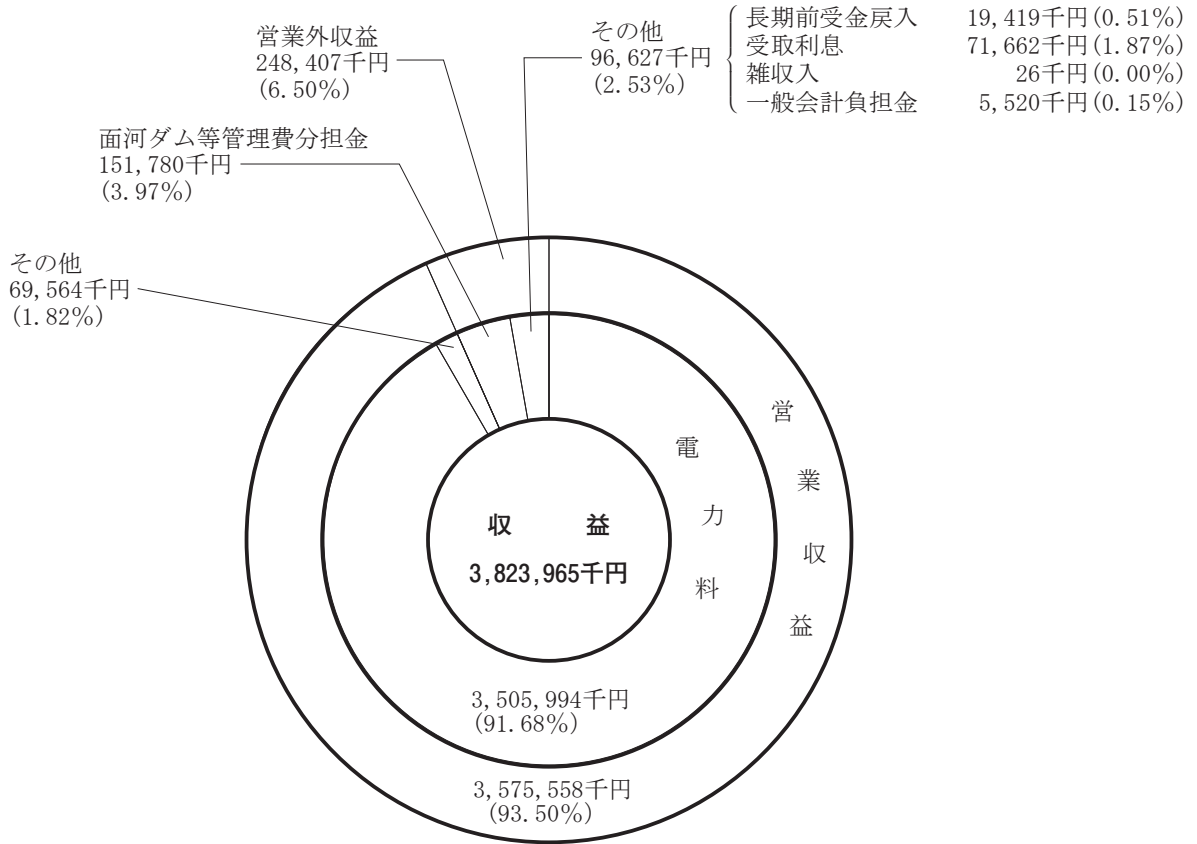 営業外収益
248,407千円
(6.50%)
その他
96,627千円
(2.53%)
長期前受金戻入 19,419千円(0.51%)
受取利息 71,662千円(1.87%)
雑収入 26千円(0.00%)
一般会計負担金 5,520千円(0.15%)
面河ダム等管理費分担金
151,780千円
(3.97%)
その他
69,564千円
(1.82%)
営業収益
電力料
収益
3,823,965千円
3,505,994千円
(91.68%)
3,575,558千円
(93.50%)